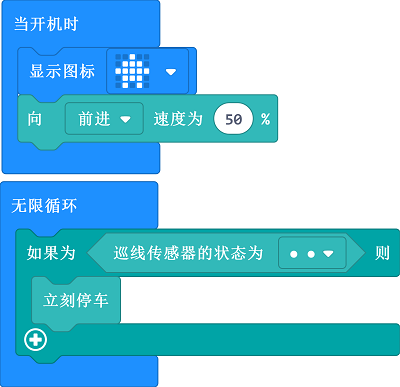 当开机时
显示图标
向 前进 速度为 50 %
无限循环
如果为 巡线传感器的状态为 则
立刻停车